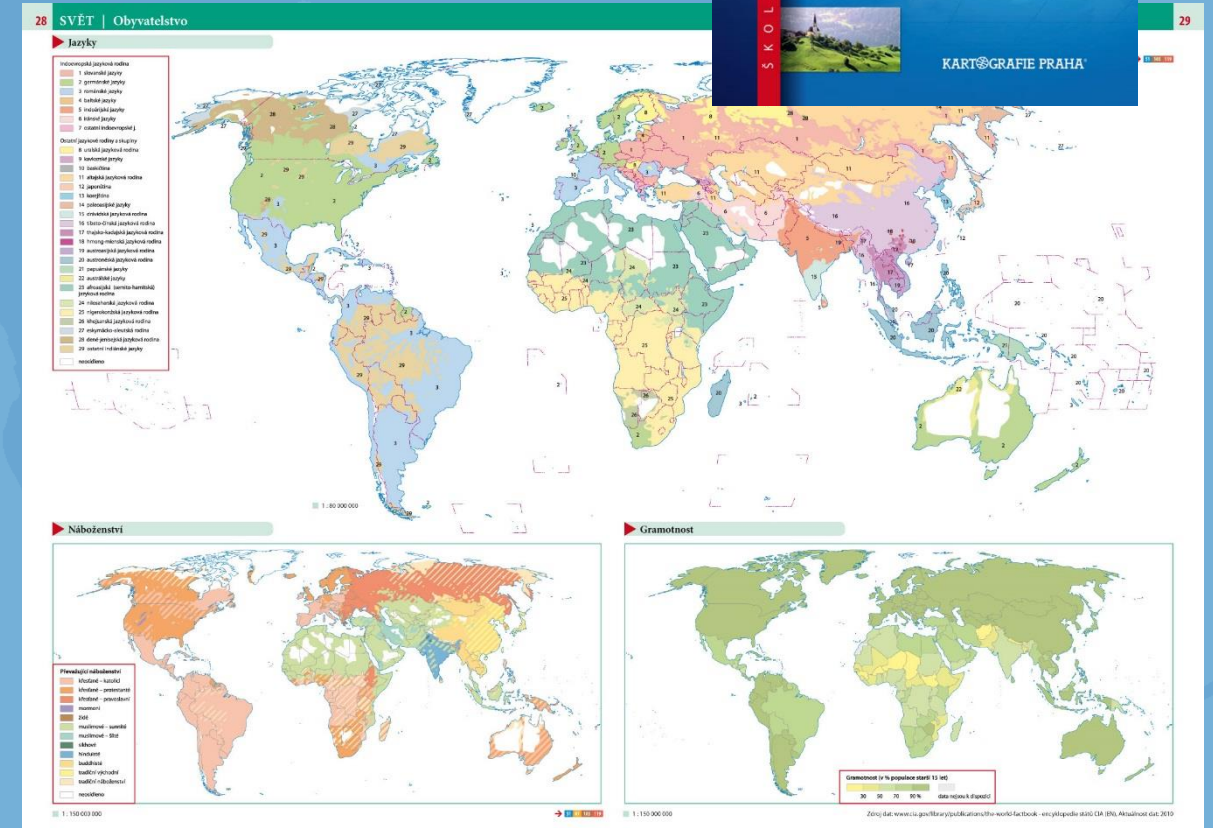 28 SVĚT | Obyvatelstvo
29
ŠKOL
KARTOGRAFIE PRAHA
Jazyky
Indoevropská jazyková rodina
1 slovanské jazyky
2 germánské jazyky
3 románské jazyky
4 baltské jazyky
5 indoárijské jazyky
6 íránské jazyky
7 ostatní indoevropské j.
Ostatní jazykové rodiny a skupiny
8 uralská jazyková rodina
9 kavkazské jazyky
10 baskičtina
11 altajská jazyková rodina
12 japonština
13 korejština
14 paleoasijské jazyky
15 drávidská jazyková rodina
16 tibeto-čínská jazyková rodina
17 thajsko-kadajská jazyková rodina
18 hmong-mienská jazyková rodina
19 austroasijská jazyková rodina
20 austronéská jazyková rodina
21 papuánské jazyky
22 australské jazyky
23 afroasijská (semito-hamitská)
jazyková rodina
24 nilosaharská jazyková rodina
25 nigerokonžská jazyková rodina
26 khojsanská jazyková rodina
27 eskymácko-aleutská rodina
28 dené-jenisejská jazyková rodina
29 ostatní indiánské jazyky
neosídleno
1 : 80 000 000
Náboženství
Převažující náboženství
křesťané – katolíci
křesťané – protestanté
křesťané – pravoslavní
mormoni
židé
muslimové – sunnité
muslimové – šíité
sikhové
hinduisté
buddhisté
tradiční východní
tradiční náboženství
neosídleno
1 : 150 000 000
Gramotnost
Gramotnost (v % populace starší 15 let)
30 50 70 90 %
data nejsou k dispozici
1 : 150 000 000
Zdroj dat: www.cia.gov/library/publications/the-world-factbook - encyklopedie států CIA (EN), Aktuálnost dat: 2010